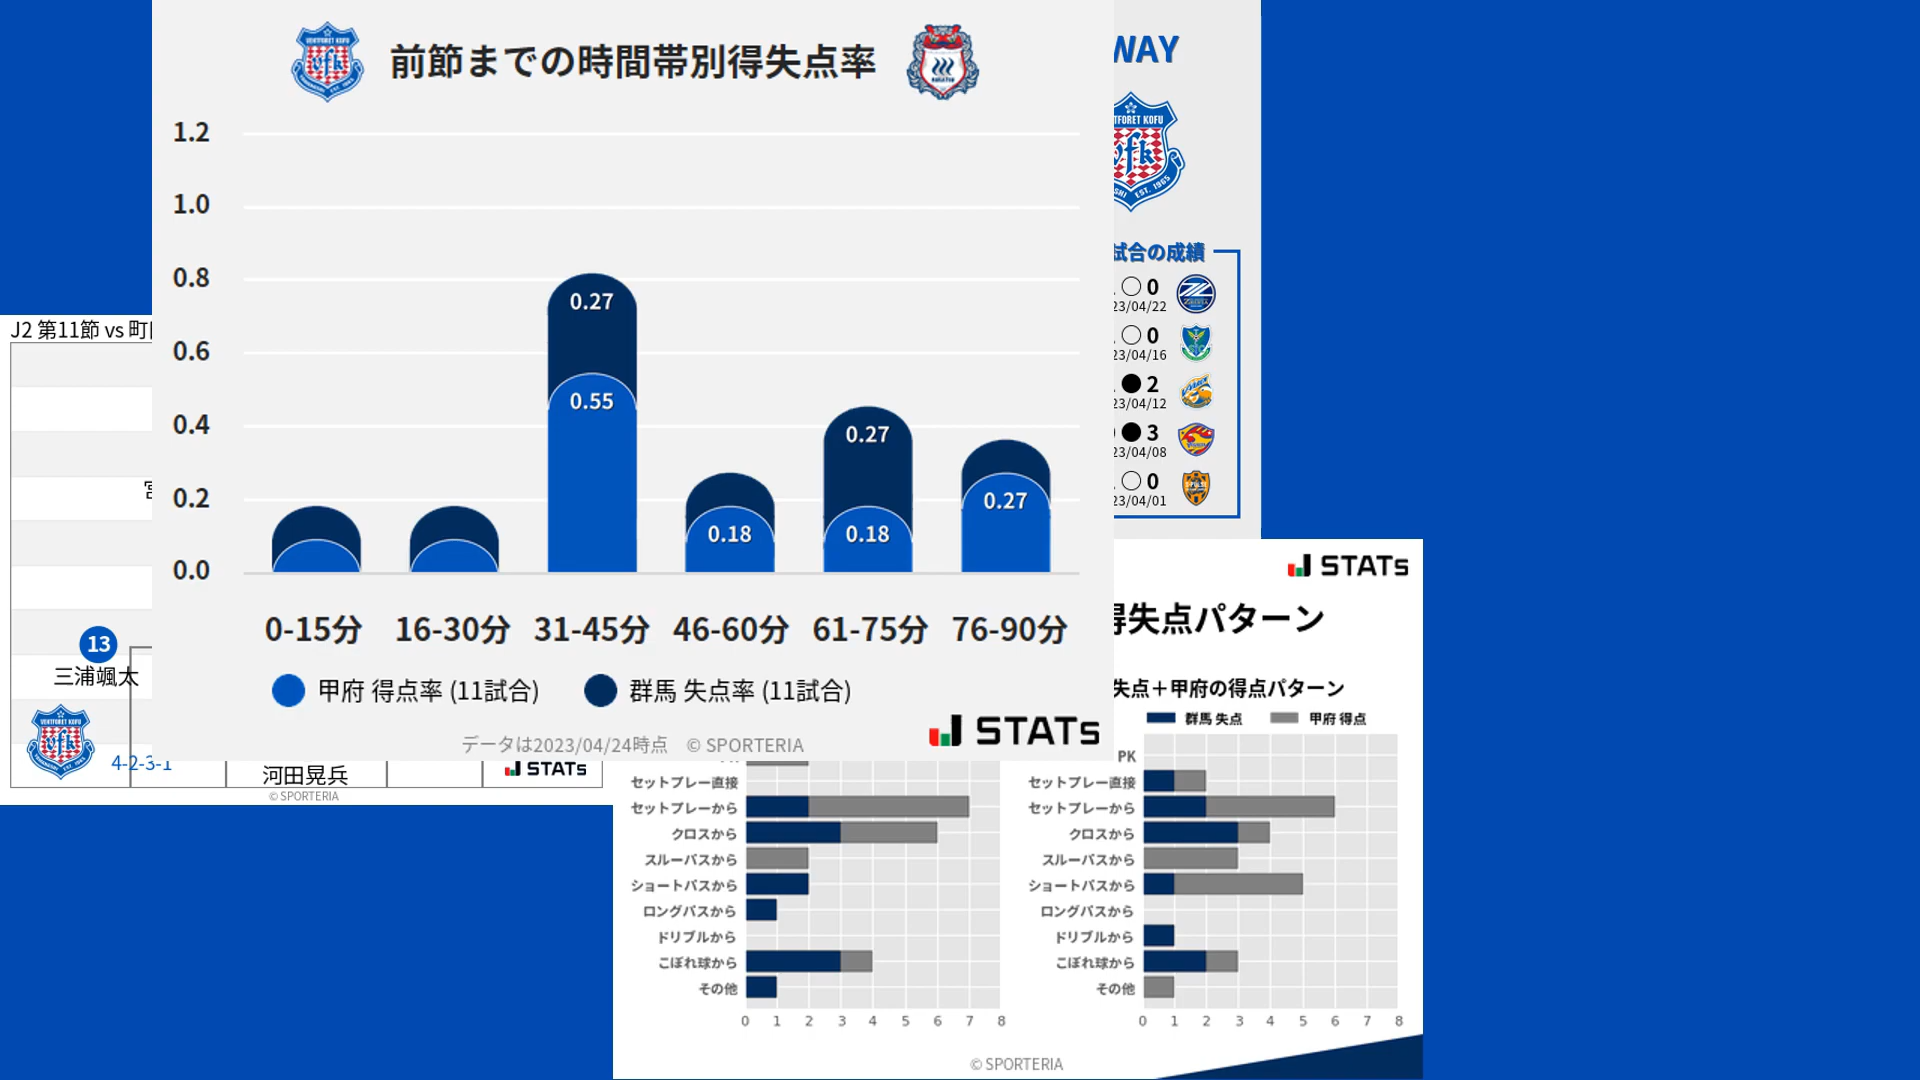 前節までの時間帯別得失点率
1.2
1.0
0.8
0.6
0.4
0.2
0.0
0.27
0.55
0.18
0.27
0.18
0.27
0-15分 16-30分 31-45分 46-60分 61-75分 76-90分
甲府 得点率 (11試合) 群馬 失点率 (11試合)
データは2023/04/24時点 © SPORTERIA
STATs
WAY
VENTFORET KOFU
試合の成績
0
23/04/22
0
23/04/16
2
23/04/12
3
23/04/08
0
23/04/01
J2 第11節 vs 町
13
三浦颯太
4-2-3-1
河田晃兵
STATs
© SPORTERIA
STATs
失点パターン
失点＋甲府の得点パターン
群馬 失点 甲府 得点
セットプレー直接
セットプレーから
クロスから
スルーパスから
ショートパスから
ロングパスから
ドリブルから
こぼれ球から
その他
0 1 2 3 4 5 6 7 8
PK
セットプレー直接
セットプレーから
クロスから
スルーパスから
ショートパスから
ロングパスから
ドリブルから
こぼれ球から
その他
0 1 2 3 4 5 6 7 8
© SPORTERIA